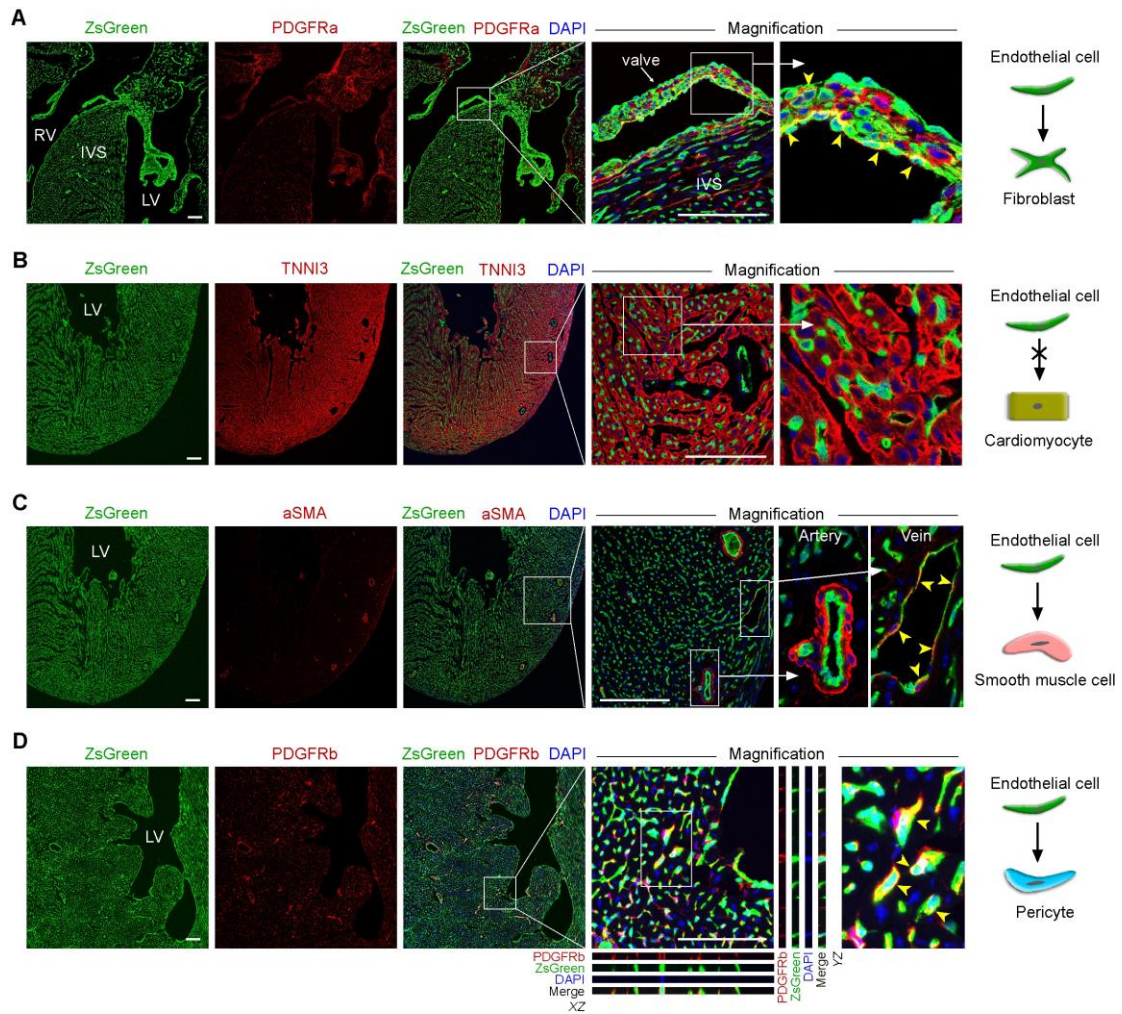 A
ZsGreen PDGFRa ZsGreen PDGFRa DAPI Magnification
RV
IVS
LV
valve
IVS
Endothelial cell
Fibroblast
B
ZsGreen TNNI3 ZsGreen TNNI3 DAPI Magnification
LV
Endothelial cell
Cardiomyocyte
C
ZsGreen aSMA ZsGreen aSMA DAPI Magnification
LV
Artery
Vein
Endothelial cell
Smooth muscle cell
D
ZsGreen PDGFRb ZsGreen PDGFRb DAPI Magnification
LV
Endothelial cell
Pericyte
PDGFRb
ZsGreen
DAPI
Merge
XZ
PDGFRb
ZsGreen
DAPI
Merge
YZ